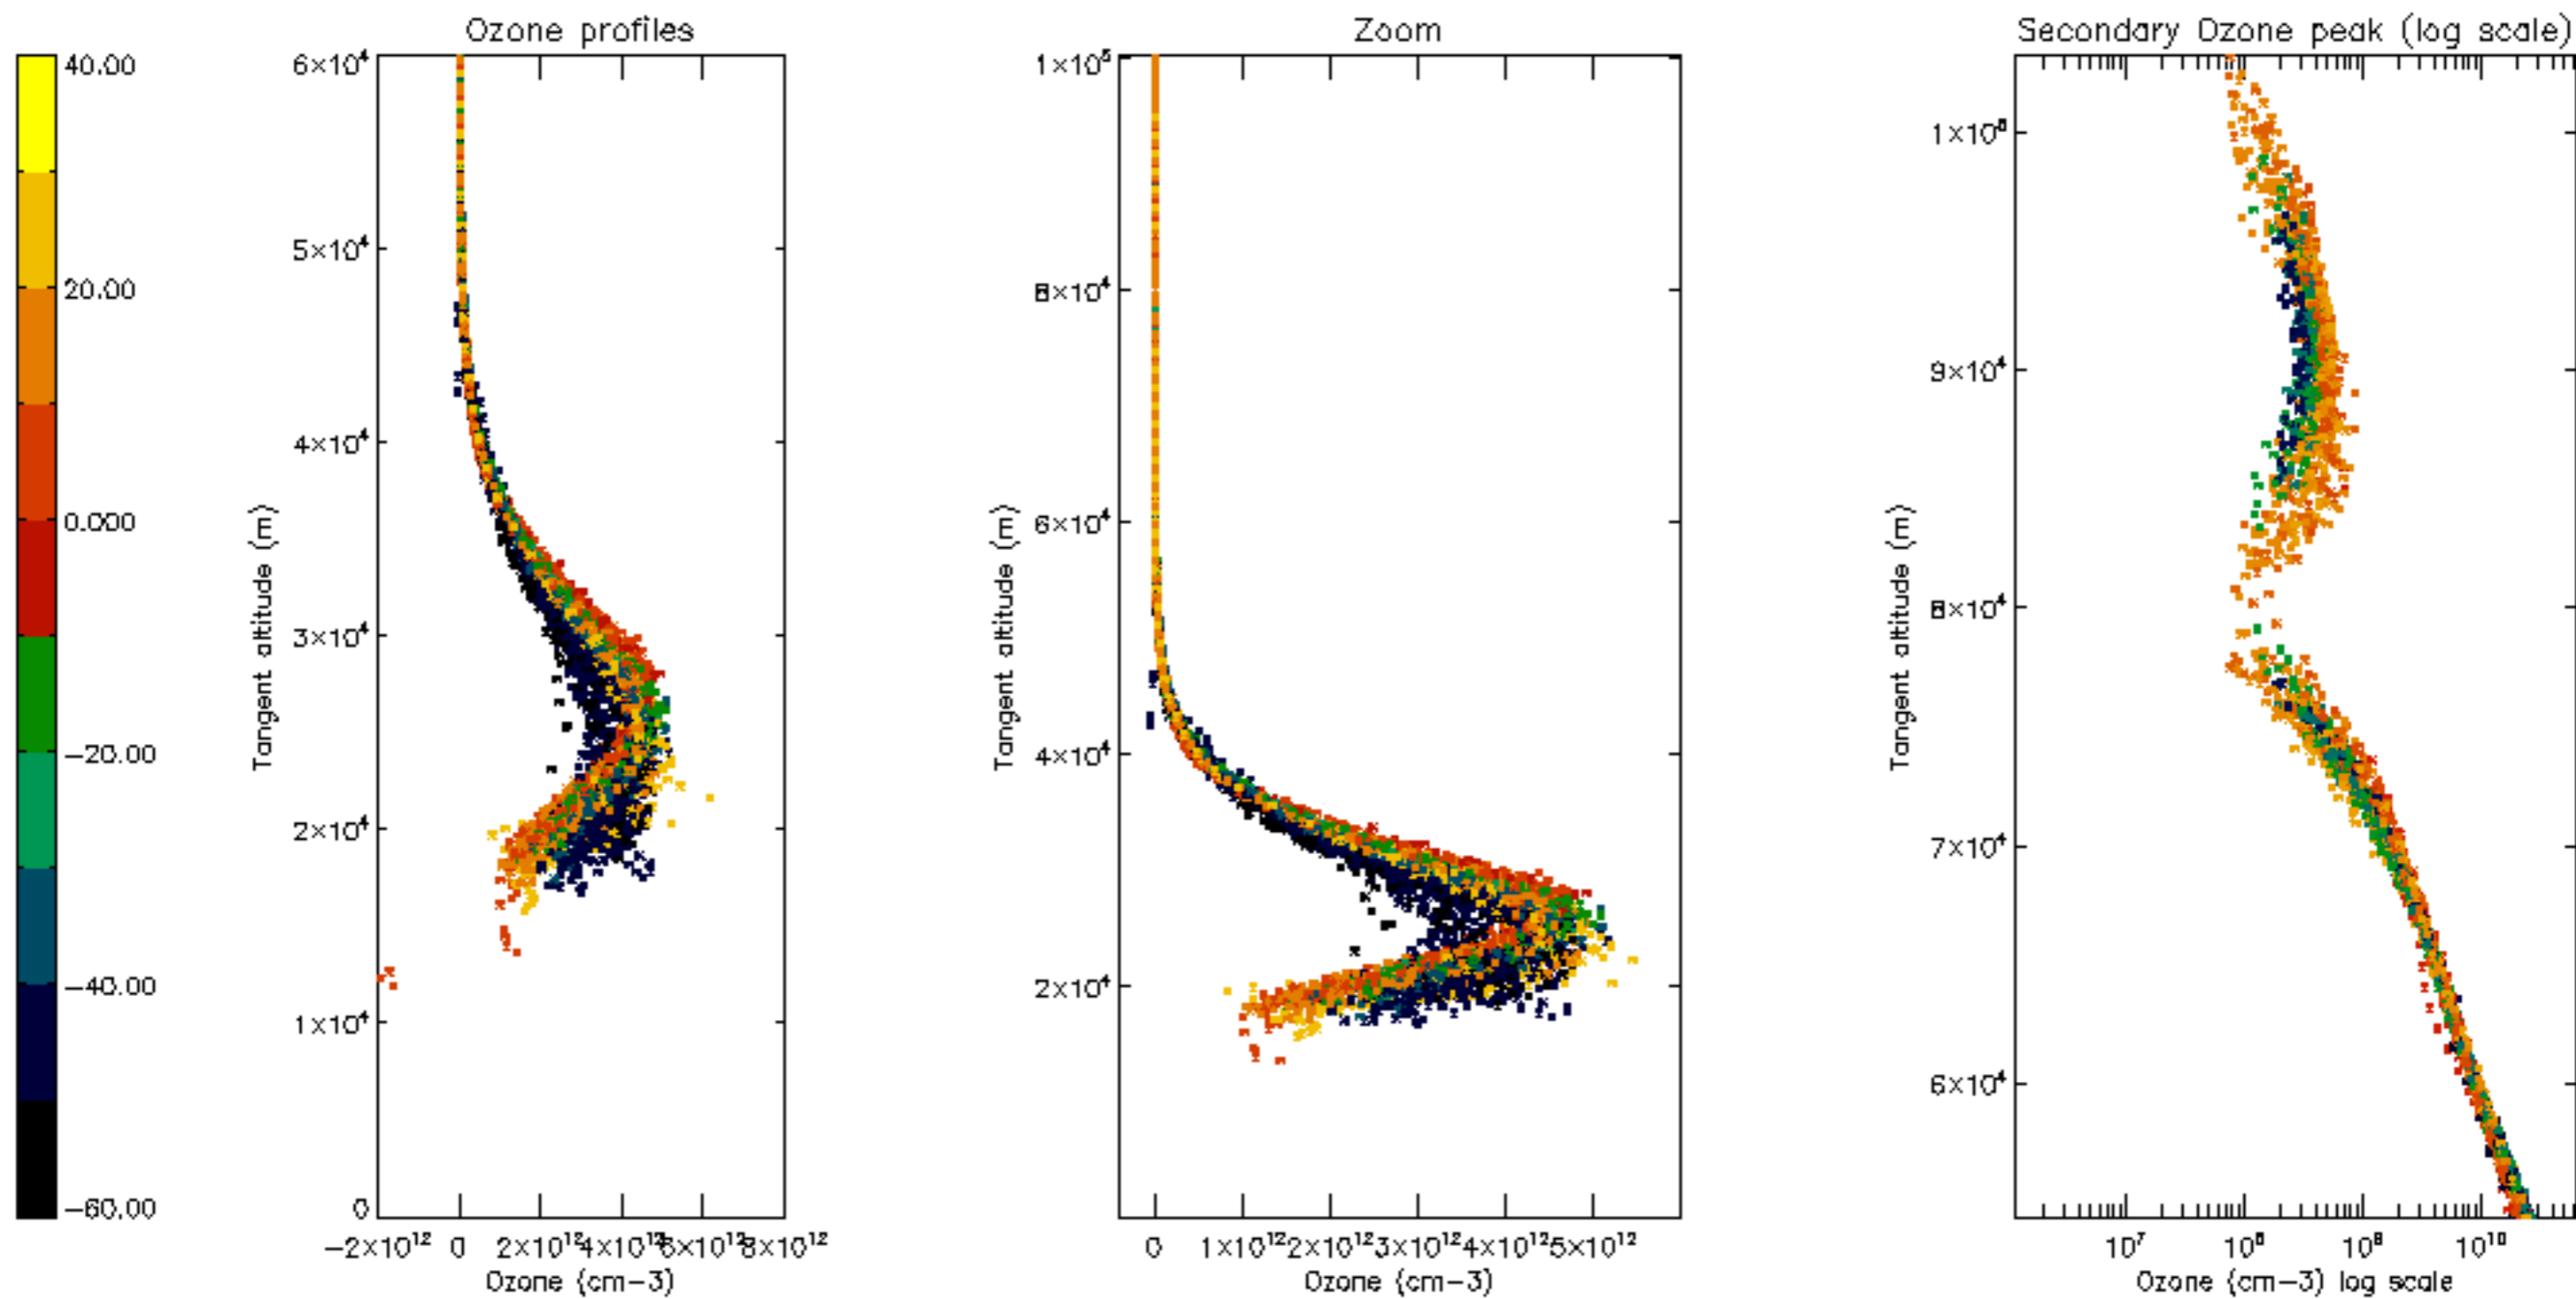 Ozone profiles
Zoom
Secondary Ozone peak (log scale)
40.00
20.00
0.000
−20.00
−40.00
−60.00
6×10⁴
5×10⁴
4×10⁴
3×10⁴
2×10⁴
1×10⁴
0
Tangent altitude (m)
−2×10¹² 0 2×10¹² 4×10¹² 6×10¹² 8×10¹²
Ozone (cm−3)
1×10⁵
8×10⁴
6×10⁴
4×10⁴
2×10⁴
Tangent altitude (m)
0 1×10¹² 2×10¹² 3×10¹² 4×10¹² 5×10¹²
Ozone (cm−3)
1×10⁵
9×10⁴
8×10⁴
7×10⁴
6×10⁴
Tangent altitude (m)
10⁷ 10⁸ 10⁹ 10¹⁰
Ozone (cm−3) log scale